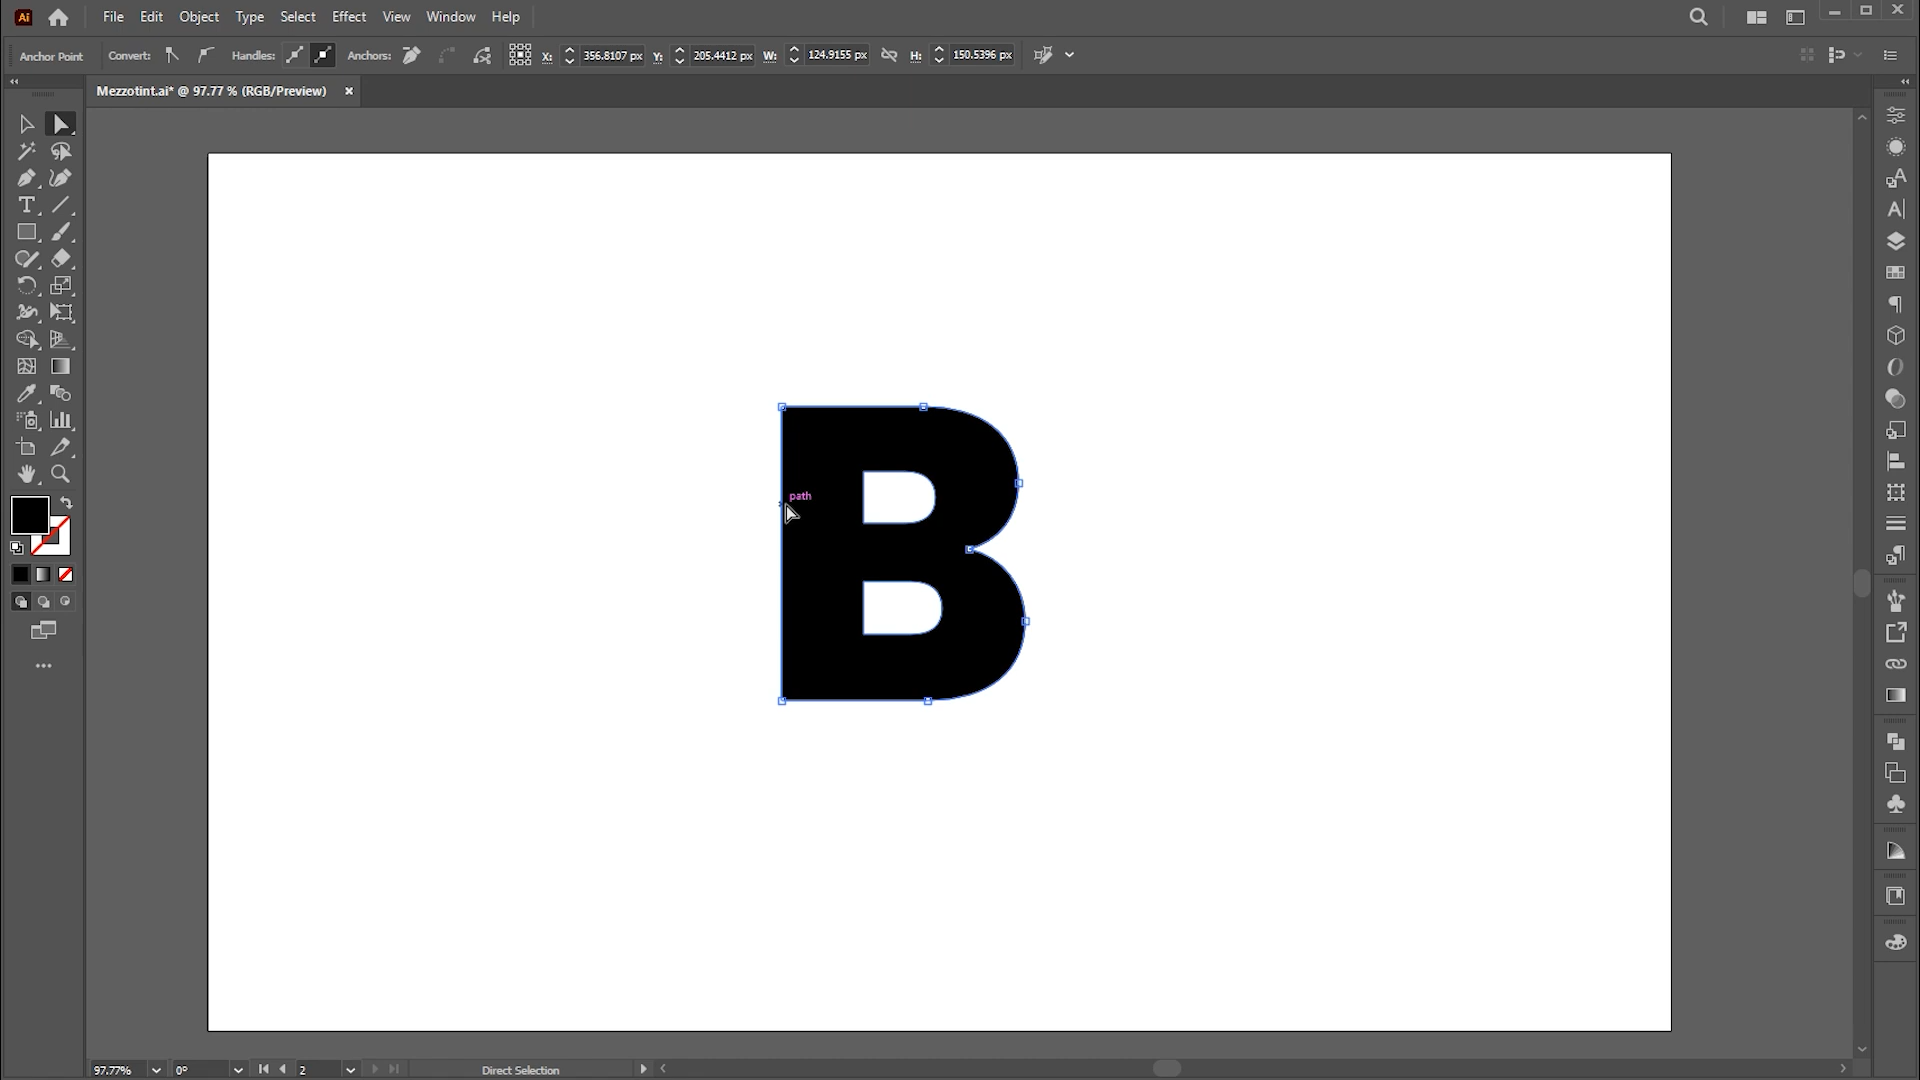 Ai File Edit Object Type Select Effect View Window Help
Anchor Point Convert: Handles: Anchors: X: 356.8107 px Y: 205.4412 px W: 124.9155 px H: 150.5396 px
Mezzotint.ai* @ 97.77 % (RGB/Preview) ×
path
B
97.77% 0° 2 Direct Selection